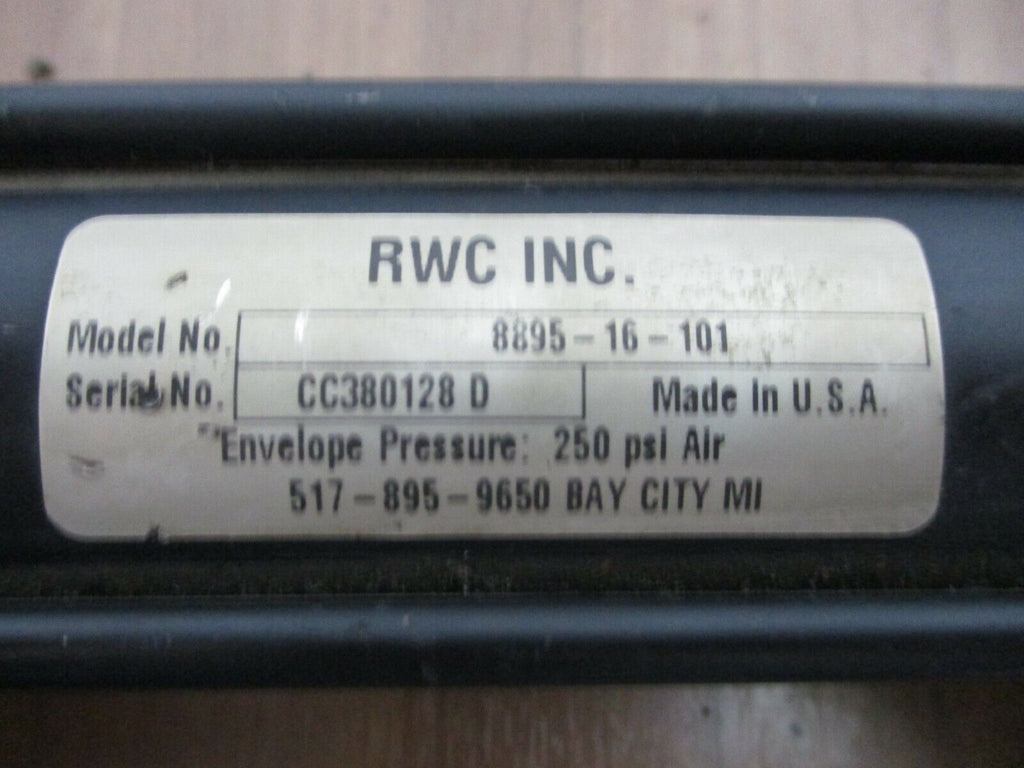 RWC INC.
Model No. 8895-16-101
Serial No. CC380128 D Made In U.S.A.
Envelope Pressure: 250 psi Air
517-895-9650 BAY CITY MI